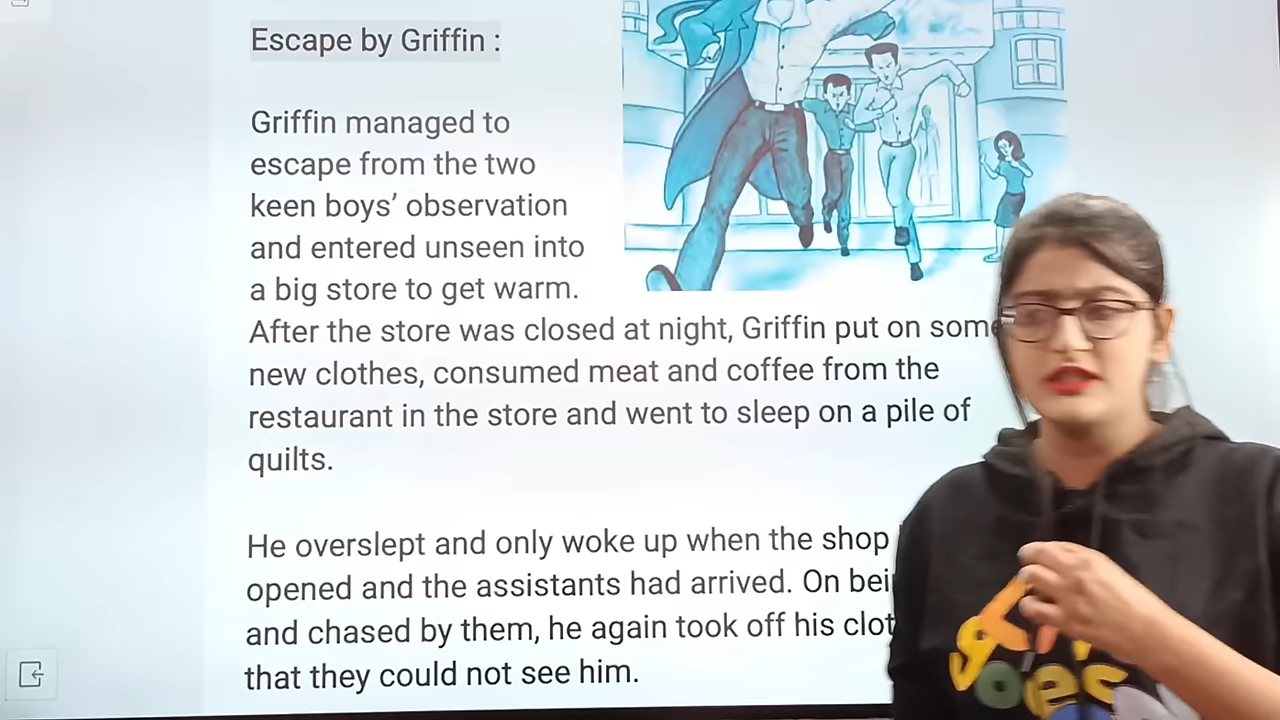 Escape by Griffin :
Griffin managed to
escape from the two
keen boys' observation
and entered unseen into
a big store to get warm.
After the store was closed at night, Griffin put on some
new clothes, consumed meat and coffee from the
restaurant in the store and went to sleep on a pile of
quilts.
He overslept and only woke up when the shop
opened and the assistants had arrived. On
and chased by them, he again took off his
that they could not see him.